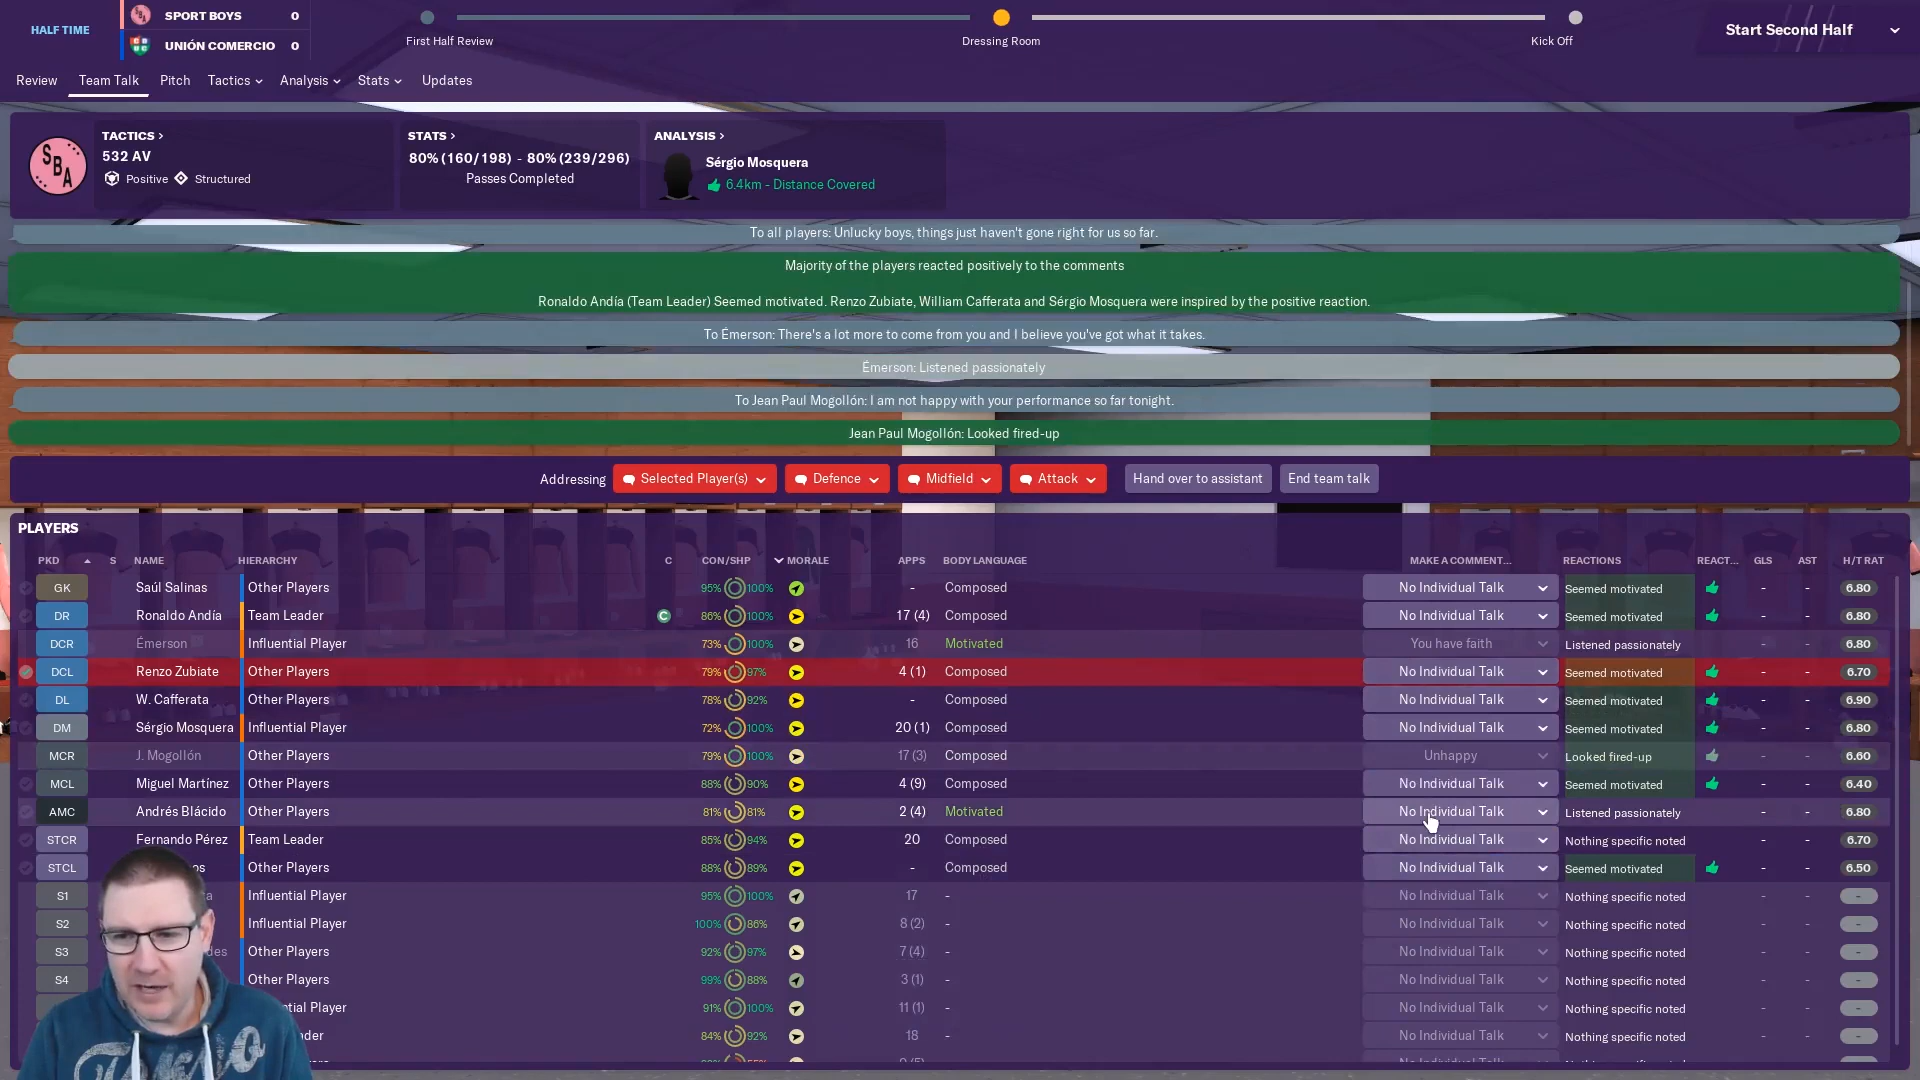 HALF TIME
SPORT BOYS 0
UNIÓN COMERCIO 0
First Half Review
Dressing Room
Kick Off
Start Second Half
Review Team Talk Pitch Tactics Analysis Stats Updates
SBA
TACTICS >
532 AV
Positive Structured
STATS >
80% (160/198) - 80% (239/296)
Passes Completed
ANALYSIS >
Sérgio Mosquera
6.4km - Distance Covered
To all players: Unlucky boys, things just haven't gone right for us so far.
Majority of the players reacted positively to the comments
Ronaldo Andía (Team Leader) Seemed motivated. Renzo Zubiate, William Cafferata and Sérgio Mosquera were inspired by the positive reaction.
To Émerson: There's a lot more to come from you and I believe you've got what it takes.
Émerson: Listened passionately
To Jean Paul Mogollón: I am not happy with your performance so far tonight.
Jean Paul Mogollón: Looked fired-up
Addressing Selected Player(s) Defence Midfield Attack Hand over to assistant End team talk
PLAYERS
PKD S NAME HIERARCHY C CON/SHP MORALE APPS BODY LANGUAGE MAKE A COMMENT... REACTIONS REACT... GLS AST H/T RAT
GK Saúl Salinas Other Players 95% 100% - Composed No Individual Talk Seemed motivated - - 6.80
DR Ronaldo Andía Team Leader C 86% 100% 17 (4) Composed No Individual Talk Seemed motivated - - 6.80
DCR Émerson Influential Player 73% 100% 16 Motivated You have faith Listened passionately - - 6.80
DCL Renzo Zubiate Other Players 79% 97% 4 (1) Composed No Individual Talk Seemed motivated - - 6.70
DL W. Cafferata Other Players 78% 92% - Composed No Individual Talk Seemed motivated - - 6.90
DM Sérgio Mosquera Influential Player 72% 100% 20 (1) Composed No Individual Talk Seemed motivated - - 6.80
MCR J. Mogollón Other Players 79% 100% 17 (3) Composed Unhappy Looked fired-up - - 6.60
MCL Miguel Martínez Other Players 88% 90% 4 (9) Composed No Individual Talk Seemed motivated - - 6.40
AMC Andrés Blácido Other Players 81% 81% 2 (4) Motivated No Individual Talk Listened passionately - - 6.80
STCR Fernando Pérez Team Leader 85% 94% 20 Composed No Individual Talk Nothing specific noted - - 6.70
STCL os Other Players 88% 89% - Composed No Individual Talk Seemed motivated - - 6.50
S1 a Influential Player 95% 100% 17 - No Individual Talk Nothing specific noted - - -
S2 Influential Player 100% 86% 8 (2) - No Individual Talk Nothing specific noted - - -
S3 des Other Players 92% 97% 7 (4) - No Individual Talk Nothing specific noted - - -
S4 Other Players 99% 88% 3 (1) - No Individual Talk Nothing specific noted - - -
ntial Player 91% 100% 11 (1) - No Individual Talk Nothing specific noted - - -
ader 84% 92% 18 - No Individual Talk Nothing specific noted - - -